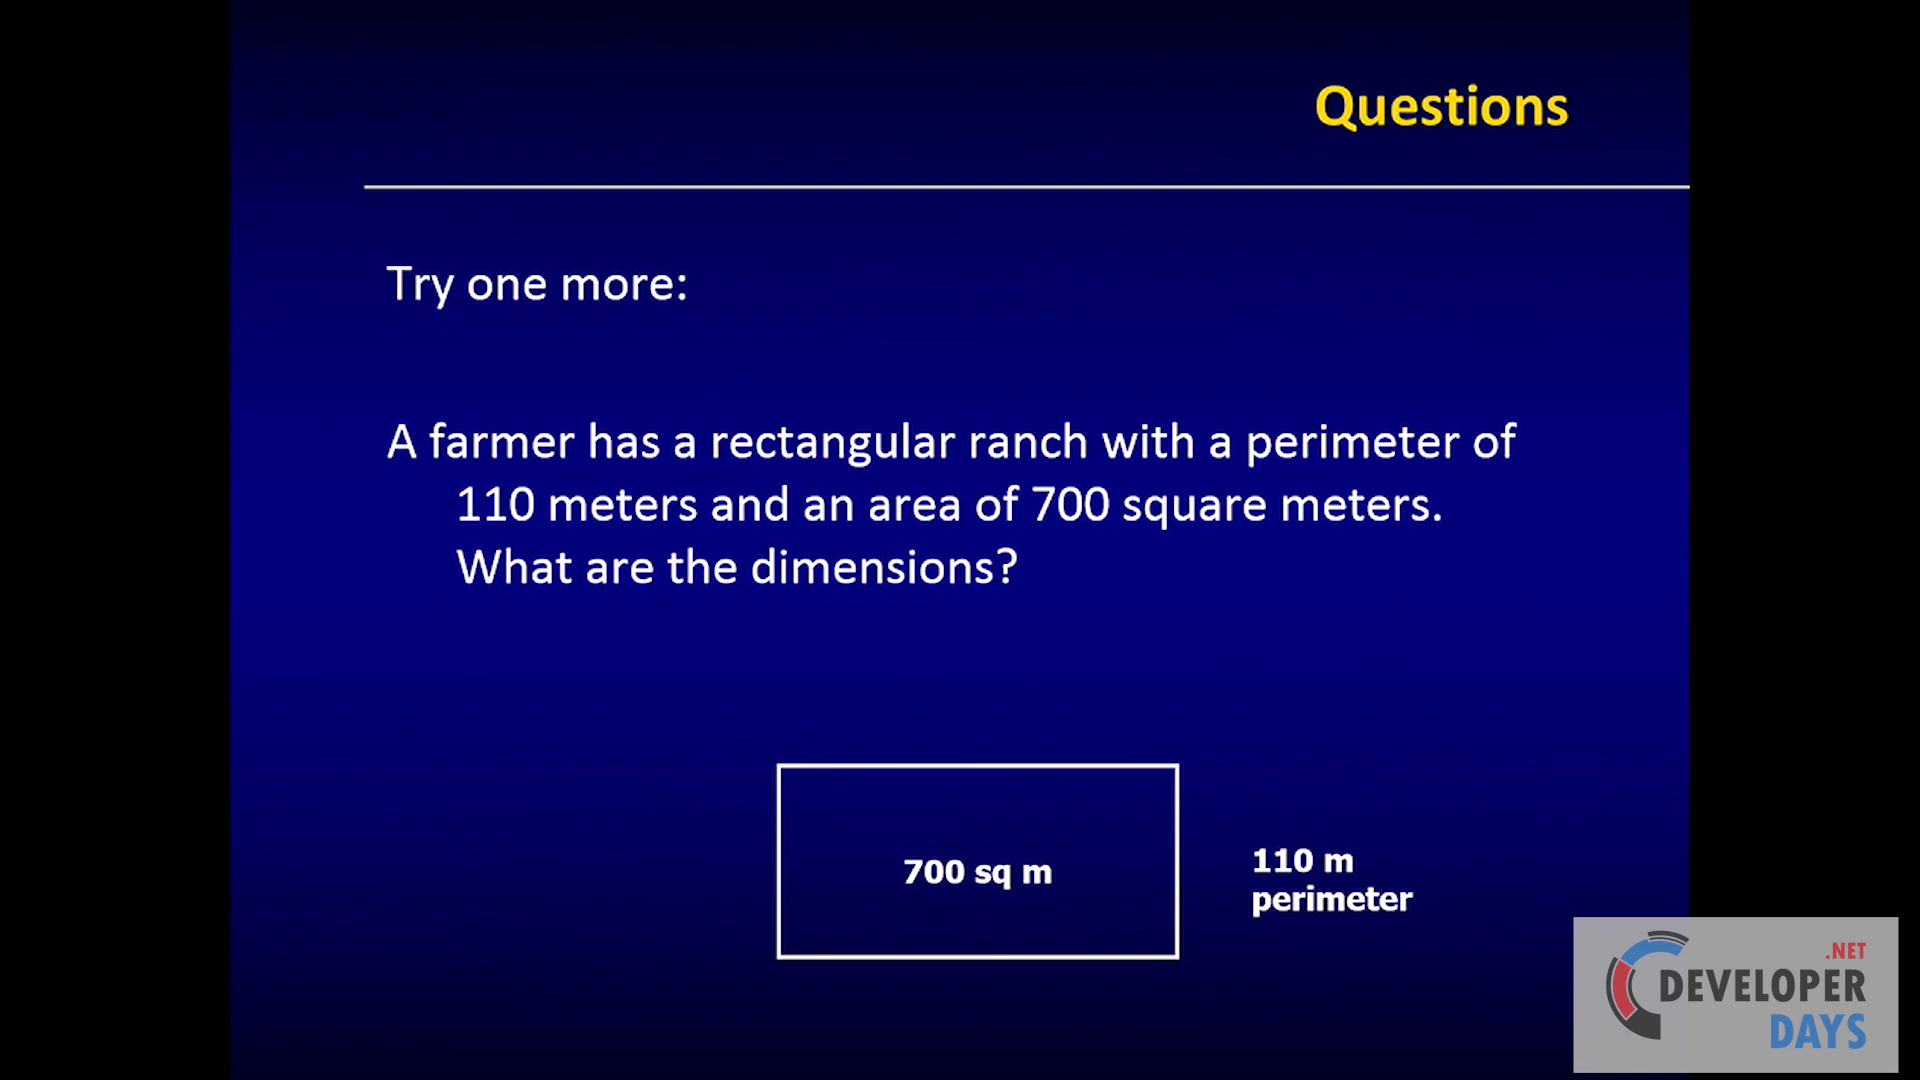 Questions
Try one more:
A farmer has a rectangular ranch with a perimeter of
110 meters and an area of 700 square meters.
What are the dimensions?
700 sq m
110 m
perimeter
.NET
DEVELOPER
DAYS